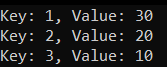 Key: 1, Value: 30
Key: 2, Value: 20
Key: 3, Value: 10